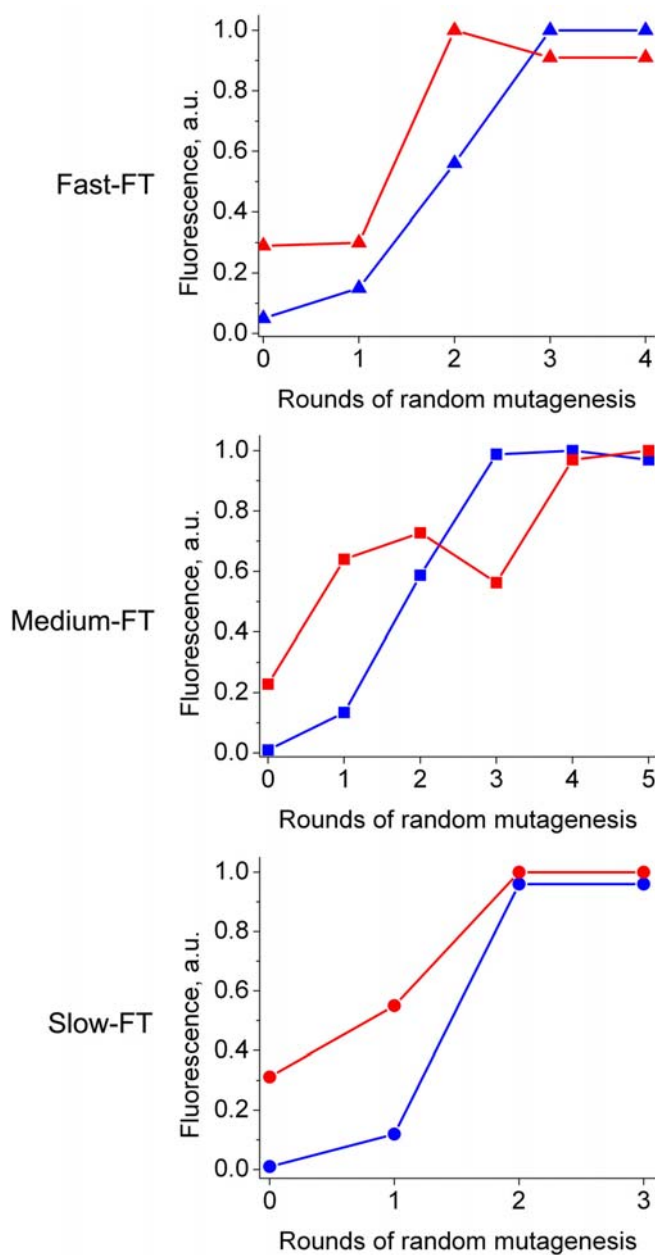 Fast-FT
Fluorescence, a.u.
1.0
0.8
0.6
0.4
0.2
0.0
0 1 2 3 4
Rounds of random mutagenesis
Medium-FT
Fluorescence, a.u.
1.0
0.8
0.6
0.4
0.2
0.0
0 1 2 3 4 5
Rounds of random mutagenesis
Slow-FT
Fluorescence, a.u.
1.0
0.8
0.6
0.4
0.2
0.0
0 1 2 3
Rounds of random mutagenesis